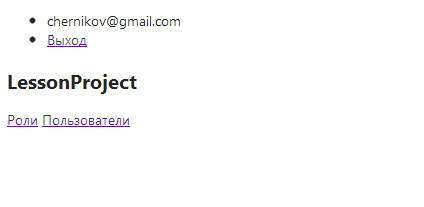 chernikov@gmail.com
Выход
LessonProject
Роли Пользователи